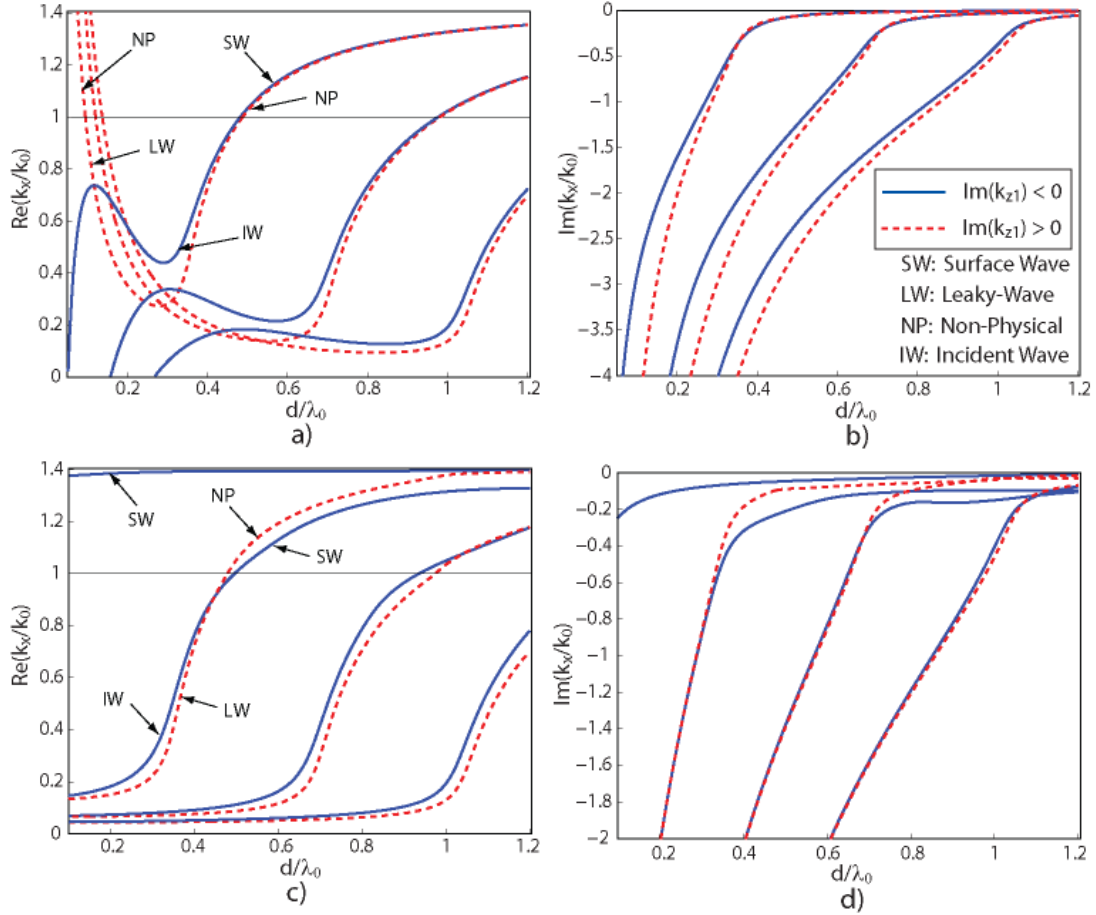 1.4
1.2
1
0.8
0.6
0.4
0.2
0
Re(kx/k0)
NP
SW
NP
LW
IW
0.2
0.4
0.6
0.8
1
1.2
d/λ0
a)
0
−0.5
−1
−1.5
−2
−2.5
−3
−3.5
−4
Im(kx/k0)
Im(kz1) < 0
Im(kz1) > 0
SW: Surface Wave
LW: Leaky-Wave
NP: Non-Physical
IW: Incident Wave
0.2
0.4
0.6
0.8
1
1.2
d/λ0
b)
1.4
1.2
1
0.8
0.6
0.4
0.2
0
Re(kx/k0)
SW
NP
SW
IW
LW
0.2
0.4
0.6
0.8
1
1.2
d/λ0
c)
0
−0.2
−0.4
−0.6
−0.8
−1
−1.2
−1.4
−1.6
−1.8
−2
Im(kx/k0)
0.2
0.4
0.6
0.8
1
1.2
d/λ0
d)